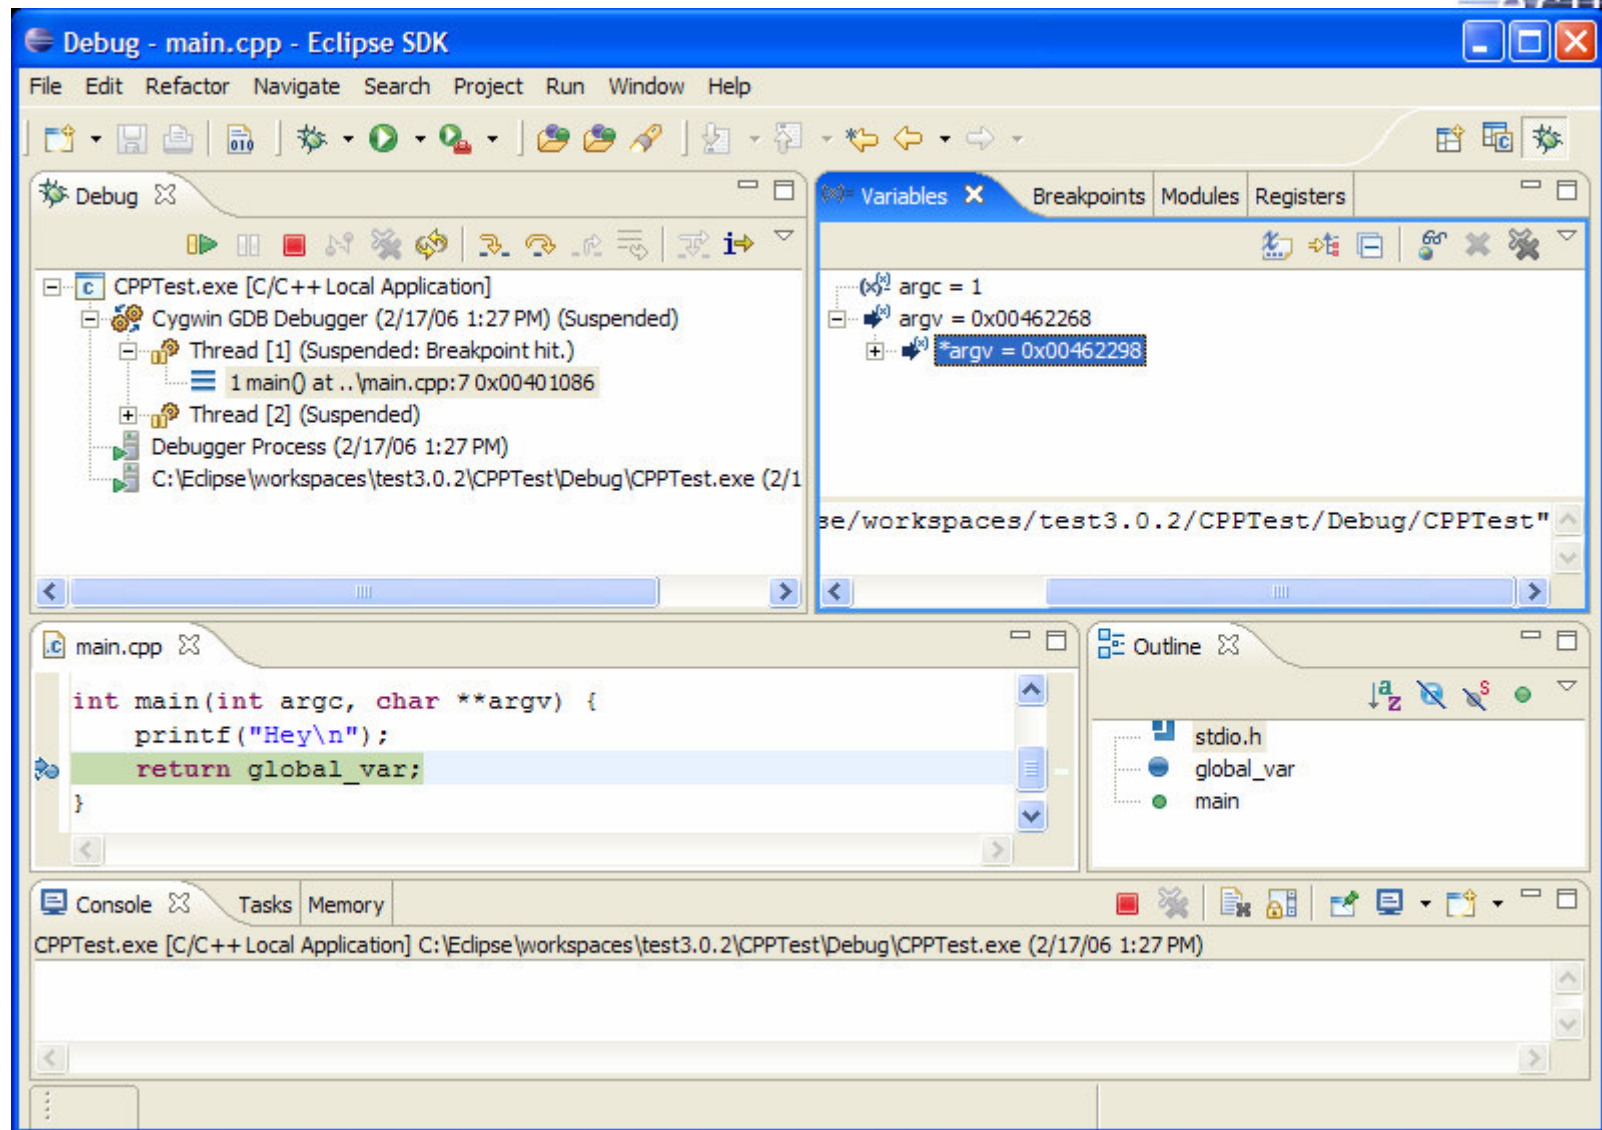 Debug - main.cpp - Eclipse SDK
File Edit Refactor Navigate Search Project Run Window Help
010
Debug
CPPTest.exe [C/C++ Local Application]
Cygwin GDB Debugger (2/17/06 1:27 PM) (Suspended)
Thread [1] (Suspended: Breakpoint hit.)
1 main() at ..\main.cpp:7 0x00401086
Thread [2] (Suspended)
Debugger Process (2/17/06 1:27 PM)
C:\Eclipse\workspaces\test3.0.2\CPPTest\Debug\CPPTest.exe (2/1
(x)= Variables Breakpoints Modules Registers
argc = 1
argv = 0x00462268
*argv = 0x00462298
se/workspaces/test3.0.2/CPPTest/Debug/CPPTest"
main.cpp
int main(int argc, char **argv) {
printf("Hey\n");
return global_var;
}
Outline
stdio.h
global_var
main
Console Tasks Memory
CPPTest.exe [C/C++ Local Application] C:\Eclipse\workspaces\test3.0.2\CPPTest\Debug\CPPTest.exe (2/17/06 1:27 PM)